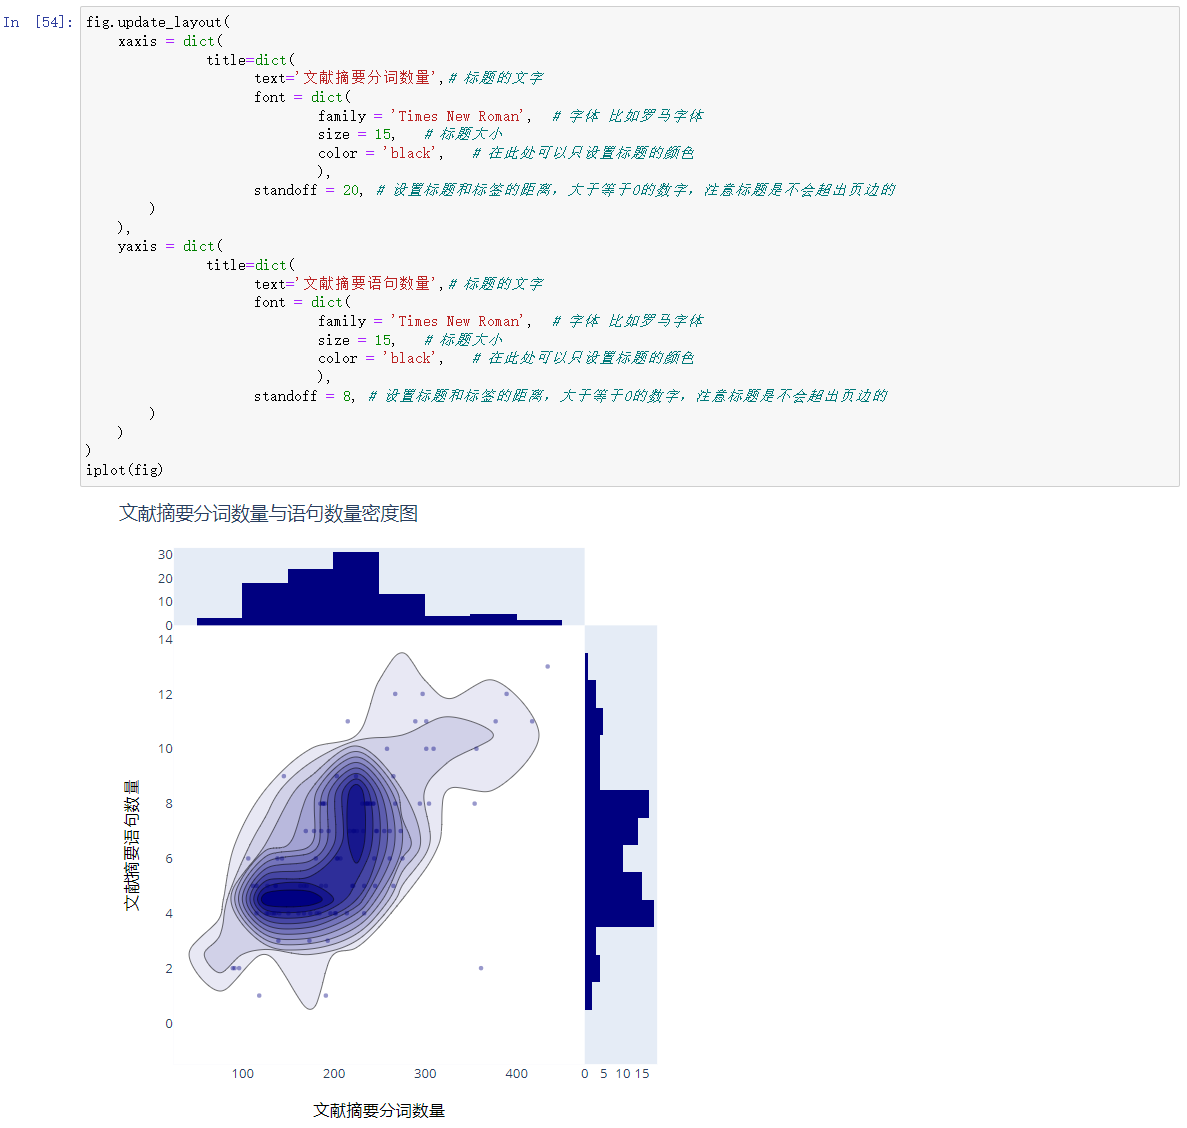 In [54]: fig.update_layout(
xaxis = dict(
title=dict(
text='文献摘要分词数量',# 标题的文字
font = dict(
family = 'Times New Roman', # 字体 比如罗马字体
size = 15, # 标题大小
color = 'black', # 在此处可以只设置标题的颜色
),
standoff = 20, # 设置标题和标签的距离，大于等于0的数字，注意标题是不会超出页边的
)
),
yaxis = dict(
title=dict(
text='文献摘要语句数量',# 标题的文字
font = dict(
family = 'Times New Roman', # 字体 比如罗马字体
size = 15, # 标题大小
color = 'black', # 在此处可以只设置标题的颜色
),
standoff = 8, # 设置标题和标签的距离，大于等于0的数字，注意标题是不会超出页边的
)
)
)
iplot(fig)
文献摘要分词数量与语句数量密度图
30
20
10
0
14
12
10
8
6
4
2
0
文献摘要语句数量
100 200 300 400 0 5 10 15
文献摘要分词数量